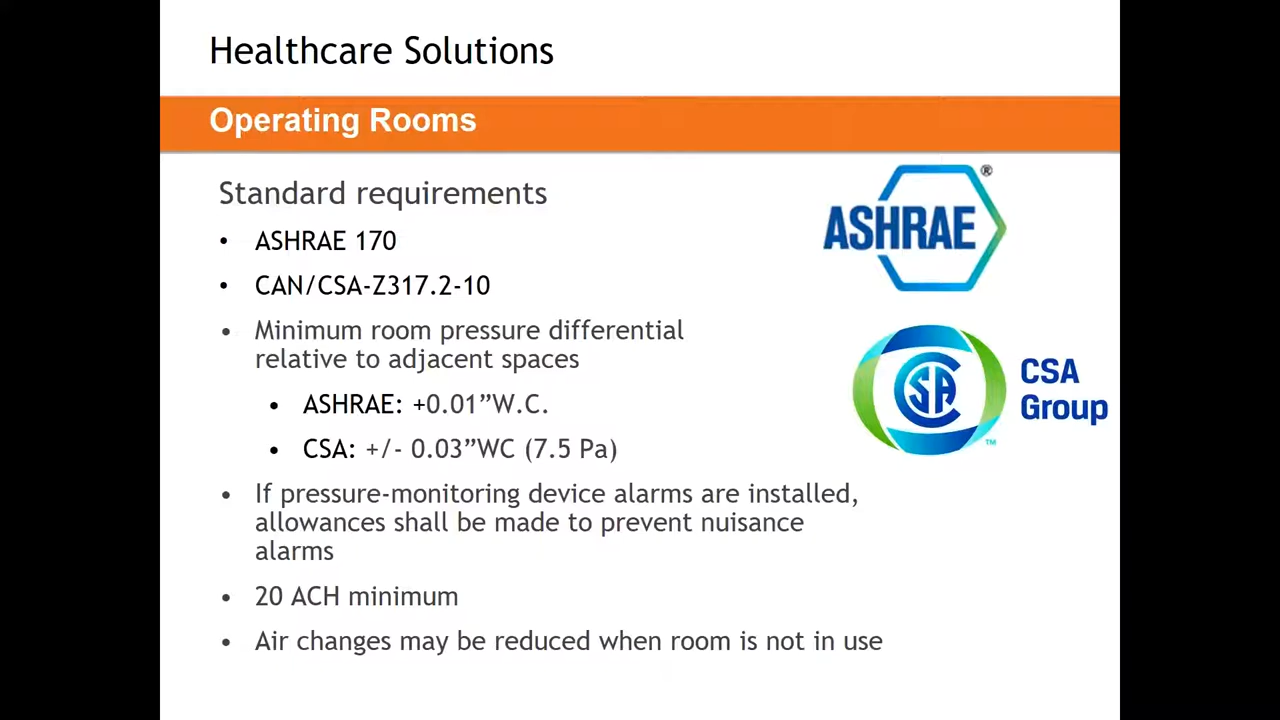 Healthcare Solutions
Operating Rooms
Standard requirements
• ASHRAE 170
• CAN/CSA-Z317.2-10
• Minimum room pressure differential
relative to adjacent spaces
• ASHRAE: +0.01”W.C.
• CSA: +/- 0.03”WC (7.5 Pa)
• If pressure-monitoring device alarms are installed,
allowances shall be made to prevent nuisance
alarms
• 20 ACH minimum
• Air changes may be reduced when room is not in use
ASHRAE®
CSA
CSA
Group
™